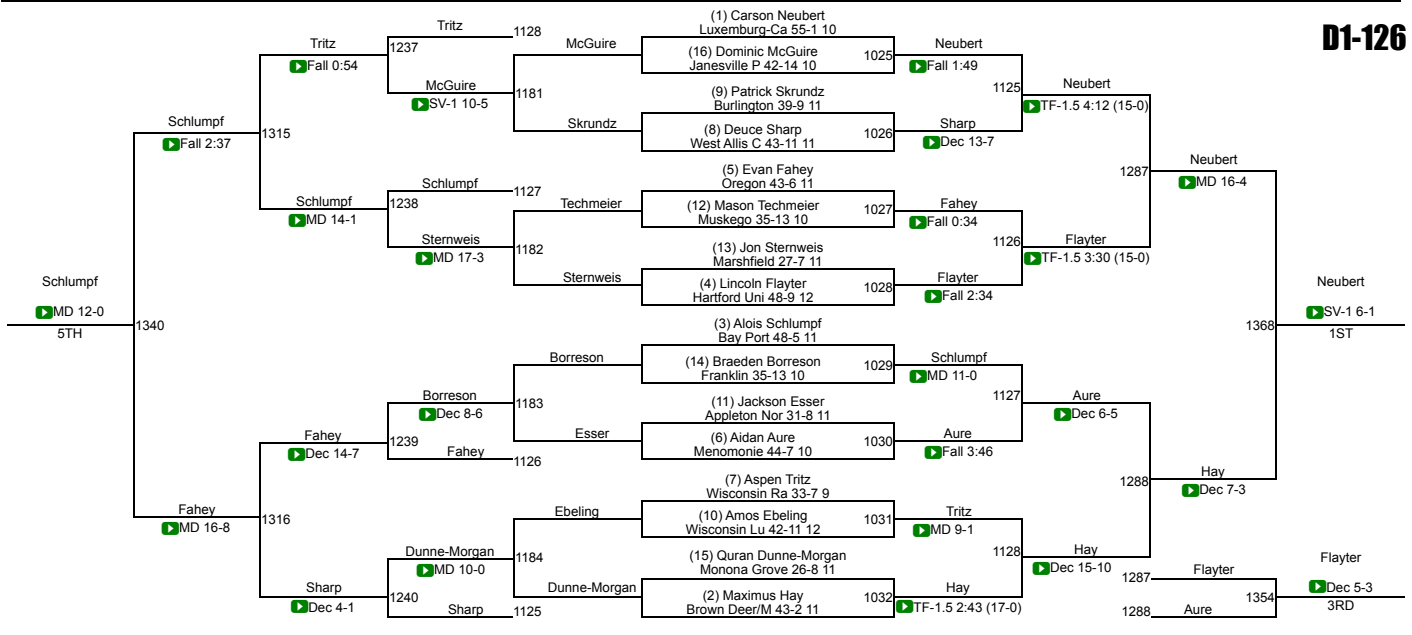 D1-126
(1) Carson Neubert
Luxemburg-Ca 55-1 10
(16) Dominic McGuire
Janesville P 42-14 10
1025
(9) Patrick Skrundz
Burlington 39-9 11
(8) Deuce Sharp
West Allis C 43-11 11
1026
(5) Evan Fahey
Oregon 43-6 11
(12) Mason Techmeier
Muskego 35-13 10
1027
(13) Jon Sternweis
Marshfield 27-7 11
(4) Lincoln Flayter
Hartford Uni 48-9 12
1028
(3) Alois Schlumpf
Bay Port 48-5 11
(14) Braeden Borreson
Franklin 35-13 10
1029
(11) Jackson Esser
Appleton Nor 31-8 11
(6) Aidan Aure
Menomonie 44-7 10
1030
(7) Aspen Tritz
Wisconsin Ra 33-7 9
(10) Amos Ebeling
Wisconsin Lu 42-11 12
1031
(15) Quran Dunne-Morgan
Monona Grove 26-8 11
(2) Maximus Hay
Brown Deer/M 43-2 11
1032
Neubert
Fall 1:49
1125
Sharp
Dec 13-7
Fahey
Fall 0:34
1126
Flayter
Fall 2:34
Schlumpf
MD 11-0
1127
Aure
Fall 3:46
Tritz
MD 9-1
1128
Hay
TF-1.5 2:43 (17-0)
Neubert
TF-1.5 4:12 (15-0)
1287
Flayter
TF-1.5 3:30 (15-0)
Aure
Dec 6-5
1288
Hay
Dec 15-10
Neubert
MD 16-4
1368
Hay
Dec 7-3
Neubert
SV-1 6-1
1ST
1287
Flayter
1354
1288
Aure
Flayter
Dec 5-3
3RD
McGuire
1181
Skrundz
Techmeier
1182
Sternweis
Borreson
1183
Esser
Ebeling
1184
Dunne-Morgan
Tritz
1128
1237
McGuire
SV-1 10-5
Schlumpf
1127
1238
Sternweis
MD 17-3
Borreson
Dec 8-6
1239
Fahey
1126
Dunne-Morgan
MD 10-0
1240
Sharp
1125
Tritz
Fall 0:54
1315
Schlumpf
MD 14-1
Fahey
Dec 14-7
1316
Sharp
Dec 4-1
Schlumpf
Fall 2:37
1340
Fahey
MD 16-8
Schlumpf
MD 12-0
5TH